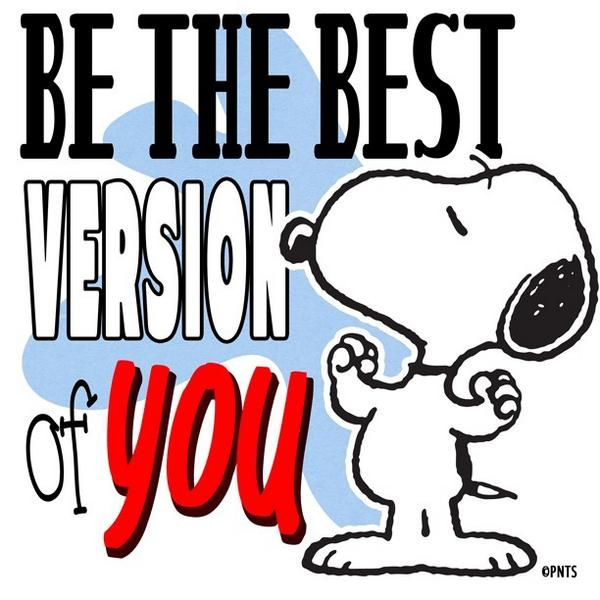 BE THE BEST
VERSION
of YOU
©PNTS